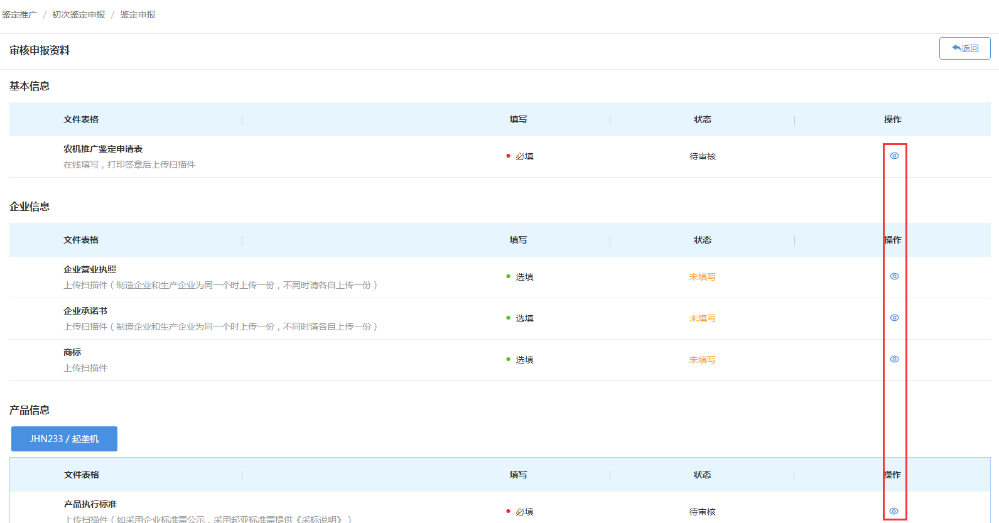 鉴定推广 / 初次鉴定申报 / 鉴定申报
审核申报资料
返回
基本信息
文件表格 填写 状态 操作
农机推广鉴定申请表
在线填写，打印签章后上传扫描件
必填 待审核
企业信息
文件表格 填写 状态 操作
企业营业执照
上传扫描件（制造企业和生产企业为同一个时上传一份，不同时请各自上传一份）
选填 未填写
企业承诺书
上传扫描件（制造企业和生产企业为同一个时上传一份，不同时请各自上传一份）
选填 未填写
商标
上传扫描件
选填 未填写
产品信息
JHN233 / 起垄机
文件表格 填写 状态 操作
产品执行标准
上传扫描件（如采用企业标准需公示，采用起亚标准需提供《采标说明》）
必填 待审核